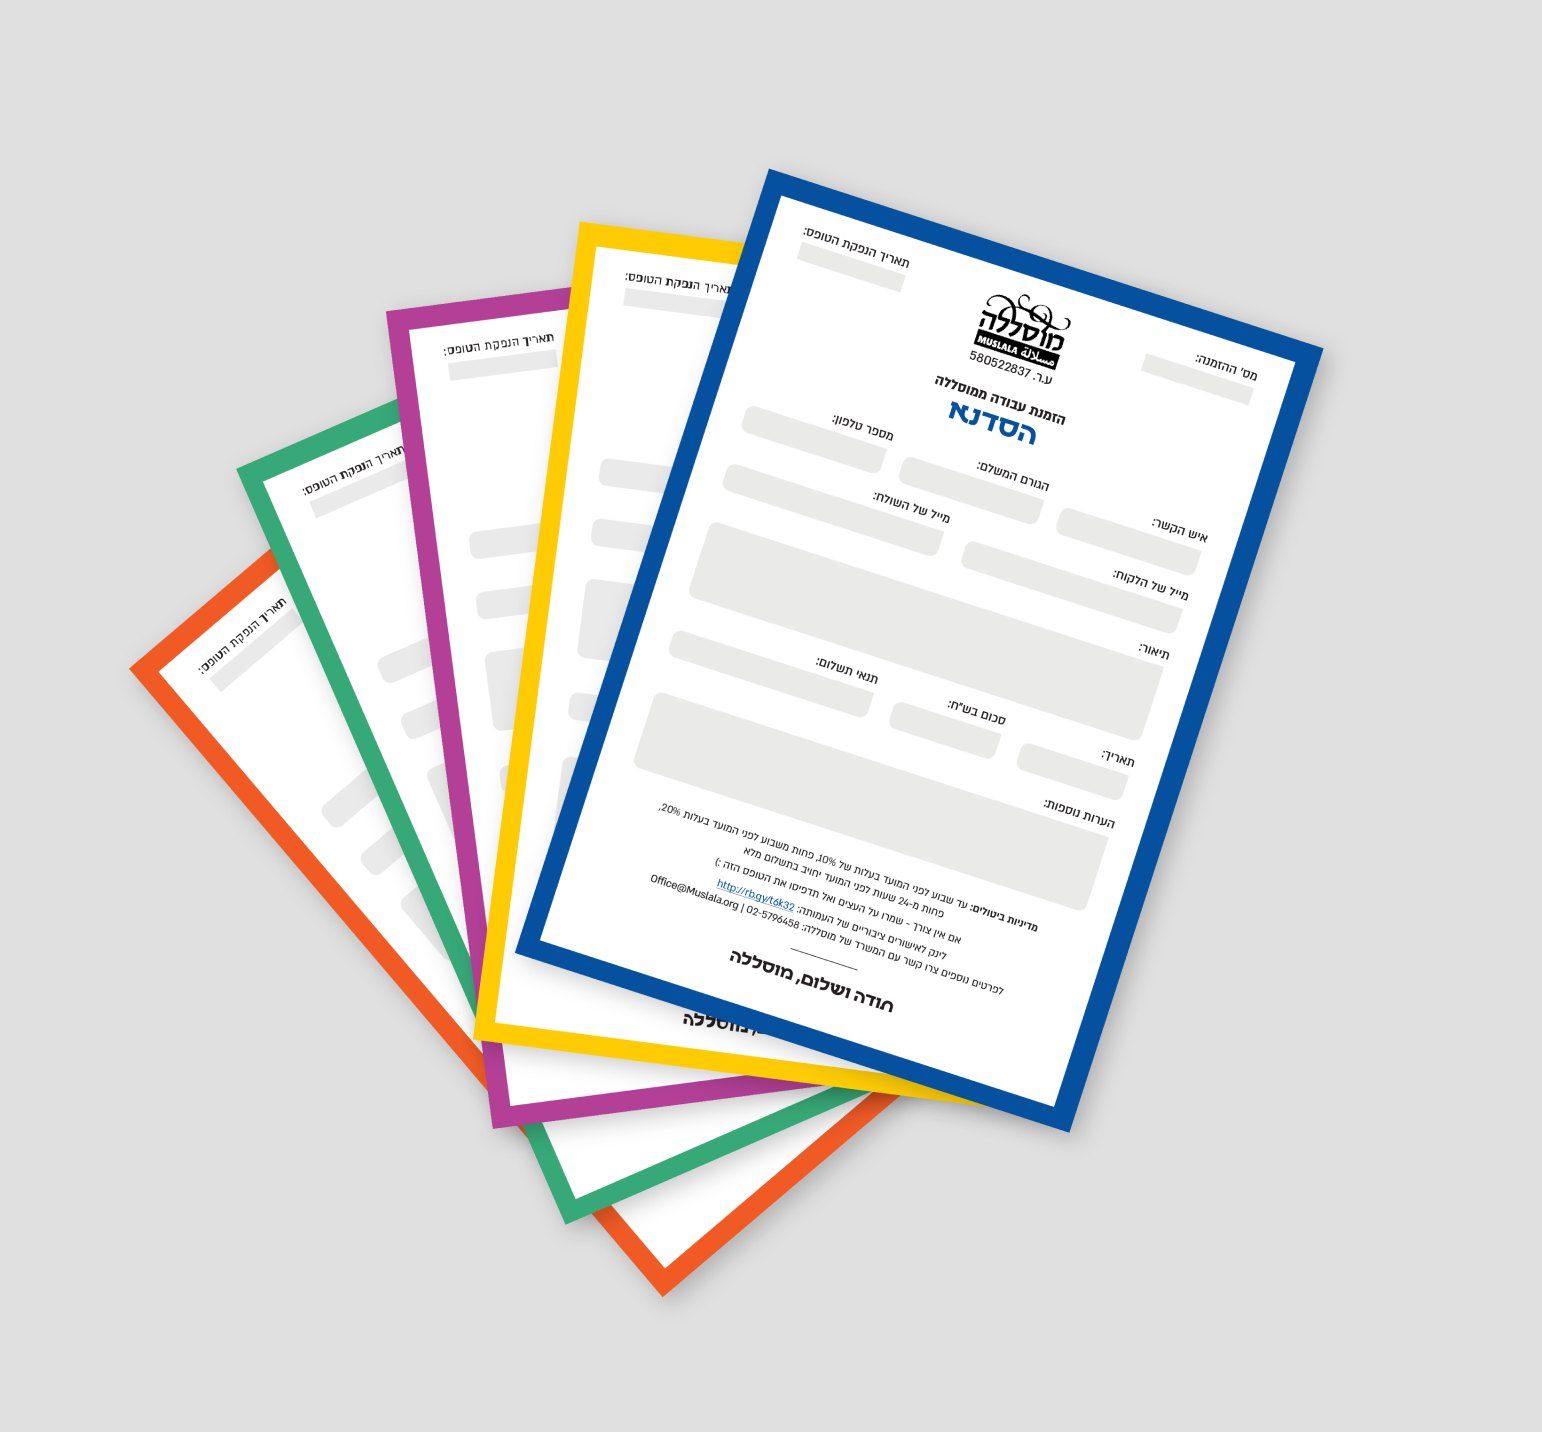 תאריך הנפקת הטופס:
מס' ההזמנה:
מוסללה
MUSLALA مسلالة
ע.ר. 580522837
הזמנת עבודה ממוסללה
הסדנא
איש הקשר:
הגורם המשלם:
מספר טלפון:
מייל של הלקוח:
מייל של השולח:
תיאור:
תאריך:
סכום בש"ח:
תנאי תשלום:
הערות נוספות:
מדיניות ביטולים: עד שבוע לפני המועד בעלות של 10%, פחות משבוע לפני המועד בעלות 20%,
פחות מ-24 שעות לפני המועד יחויב בתשלום מלא
אם אין צורך - שמרו על העצים ואל תדפיסו את הטופס הזה :)
לינק לאישורים ציבוריים של העמותה: http://rb.gy/t6k32
לפרטים נוספים צרו קשר עם המשרד של מוסללה: 02-5796458 | Office@Muslala.org
תודה ושלום, מוסללה
תאריך הנפקת הטופס:
מוסללה
תאריך הנפקת הטופס:
תאריך הנפקת הטופס:
תאריך הנפקת הטופס: